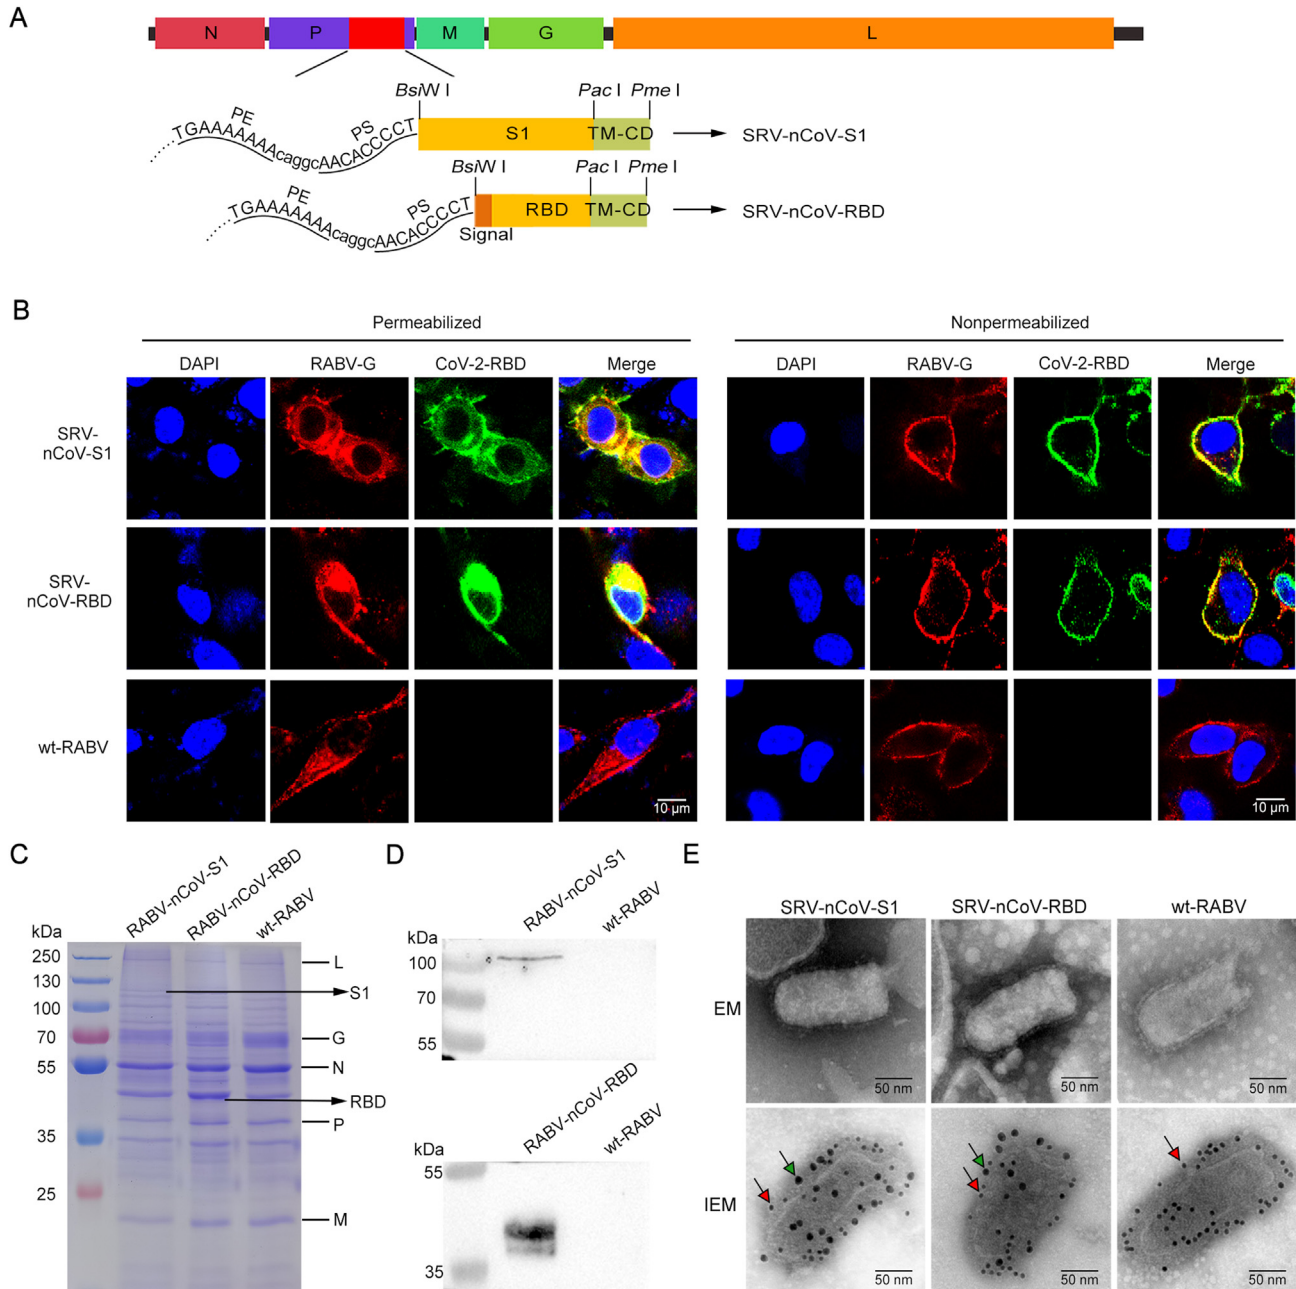 A
N P M G L
BsiW I Pac I Pme I
PE PS
TGAAAAAAAcaggcAACACCCCT S1 TM-CD SRV-nCoV-S1
BsiW I Pac I Pme I
PE PS
TGAAAAAAAcaggcAACACCCCT RBD TM-CD SRV-nCoV-RBD
Signal
B
Permeabilized Nonpermeabilized
DAPI RABV-G CoV-2-RBD Merge DAPI RABV-G CoV-2-RBD Merge
SRV-
nCoV-S1
SRV-
nCoV-RBD
wt-RABV
10 μm 10 μm
C
RABV-nCoV-S1 RABV-nCoV-RBD wt-RABV
kDa
250
130
100
70
55
35
25
L
S1
G
N
RBD
P
M
D
RABV-nCoV-S1 wt-RABV
kDa
100
70
55
RABV-nCoV-RBD wt-RABV
kDa
55
35
E
SRV-nCoV-S1 SRV-nCoV-RBD wt-RABV
EM
50 nm 50 nm 50 nm
IEM
50 nm 50 nm 50 nm